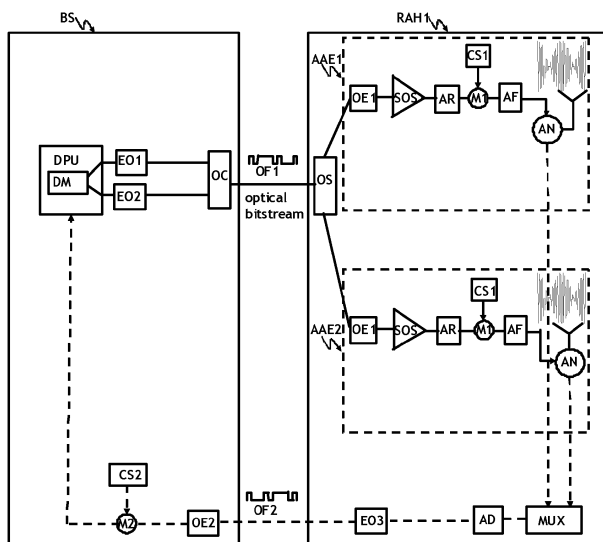 BS
RAH1
AAE1
CS1
OE1
SOS
AR
M1
AF
AN
DPU
DM
EO1
EO2
OC
OF1
optical
bitstream
OS
AAE2
CS1
OE1
SOS
AR
M1
AF
AN
CS2
M2
OE2
OF2
EO3
AD
MUX